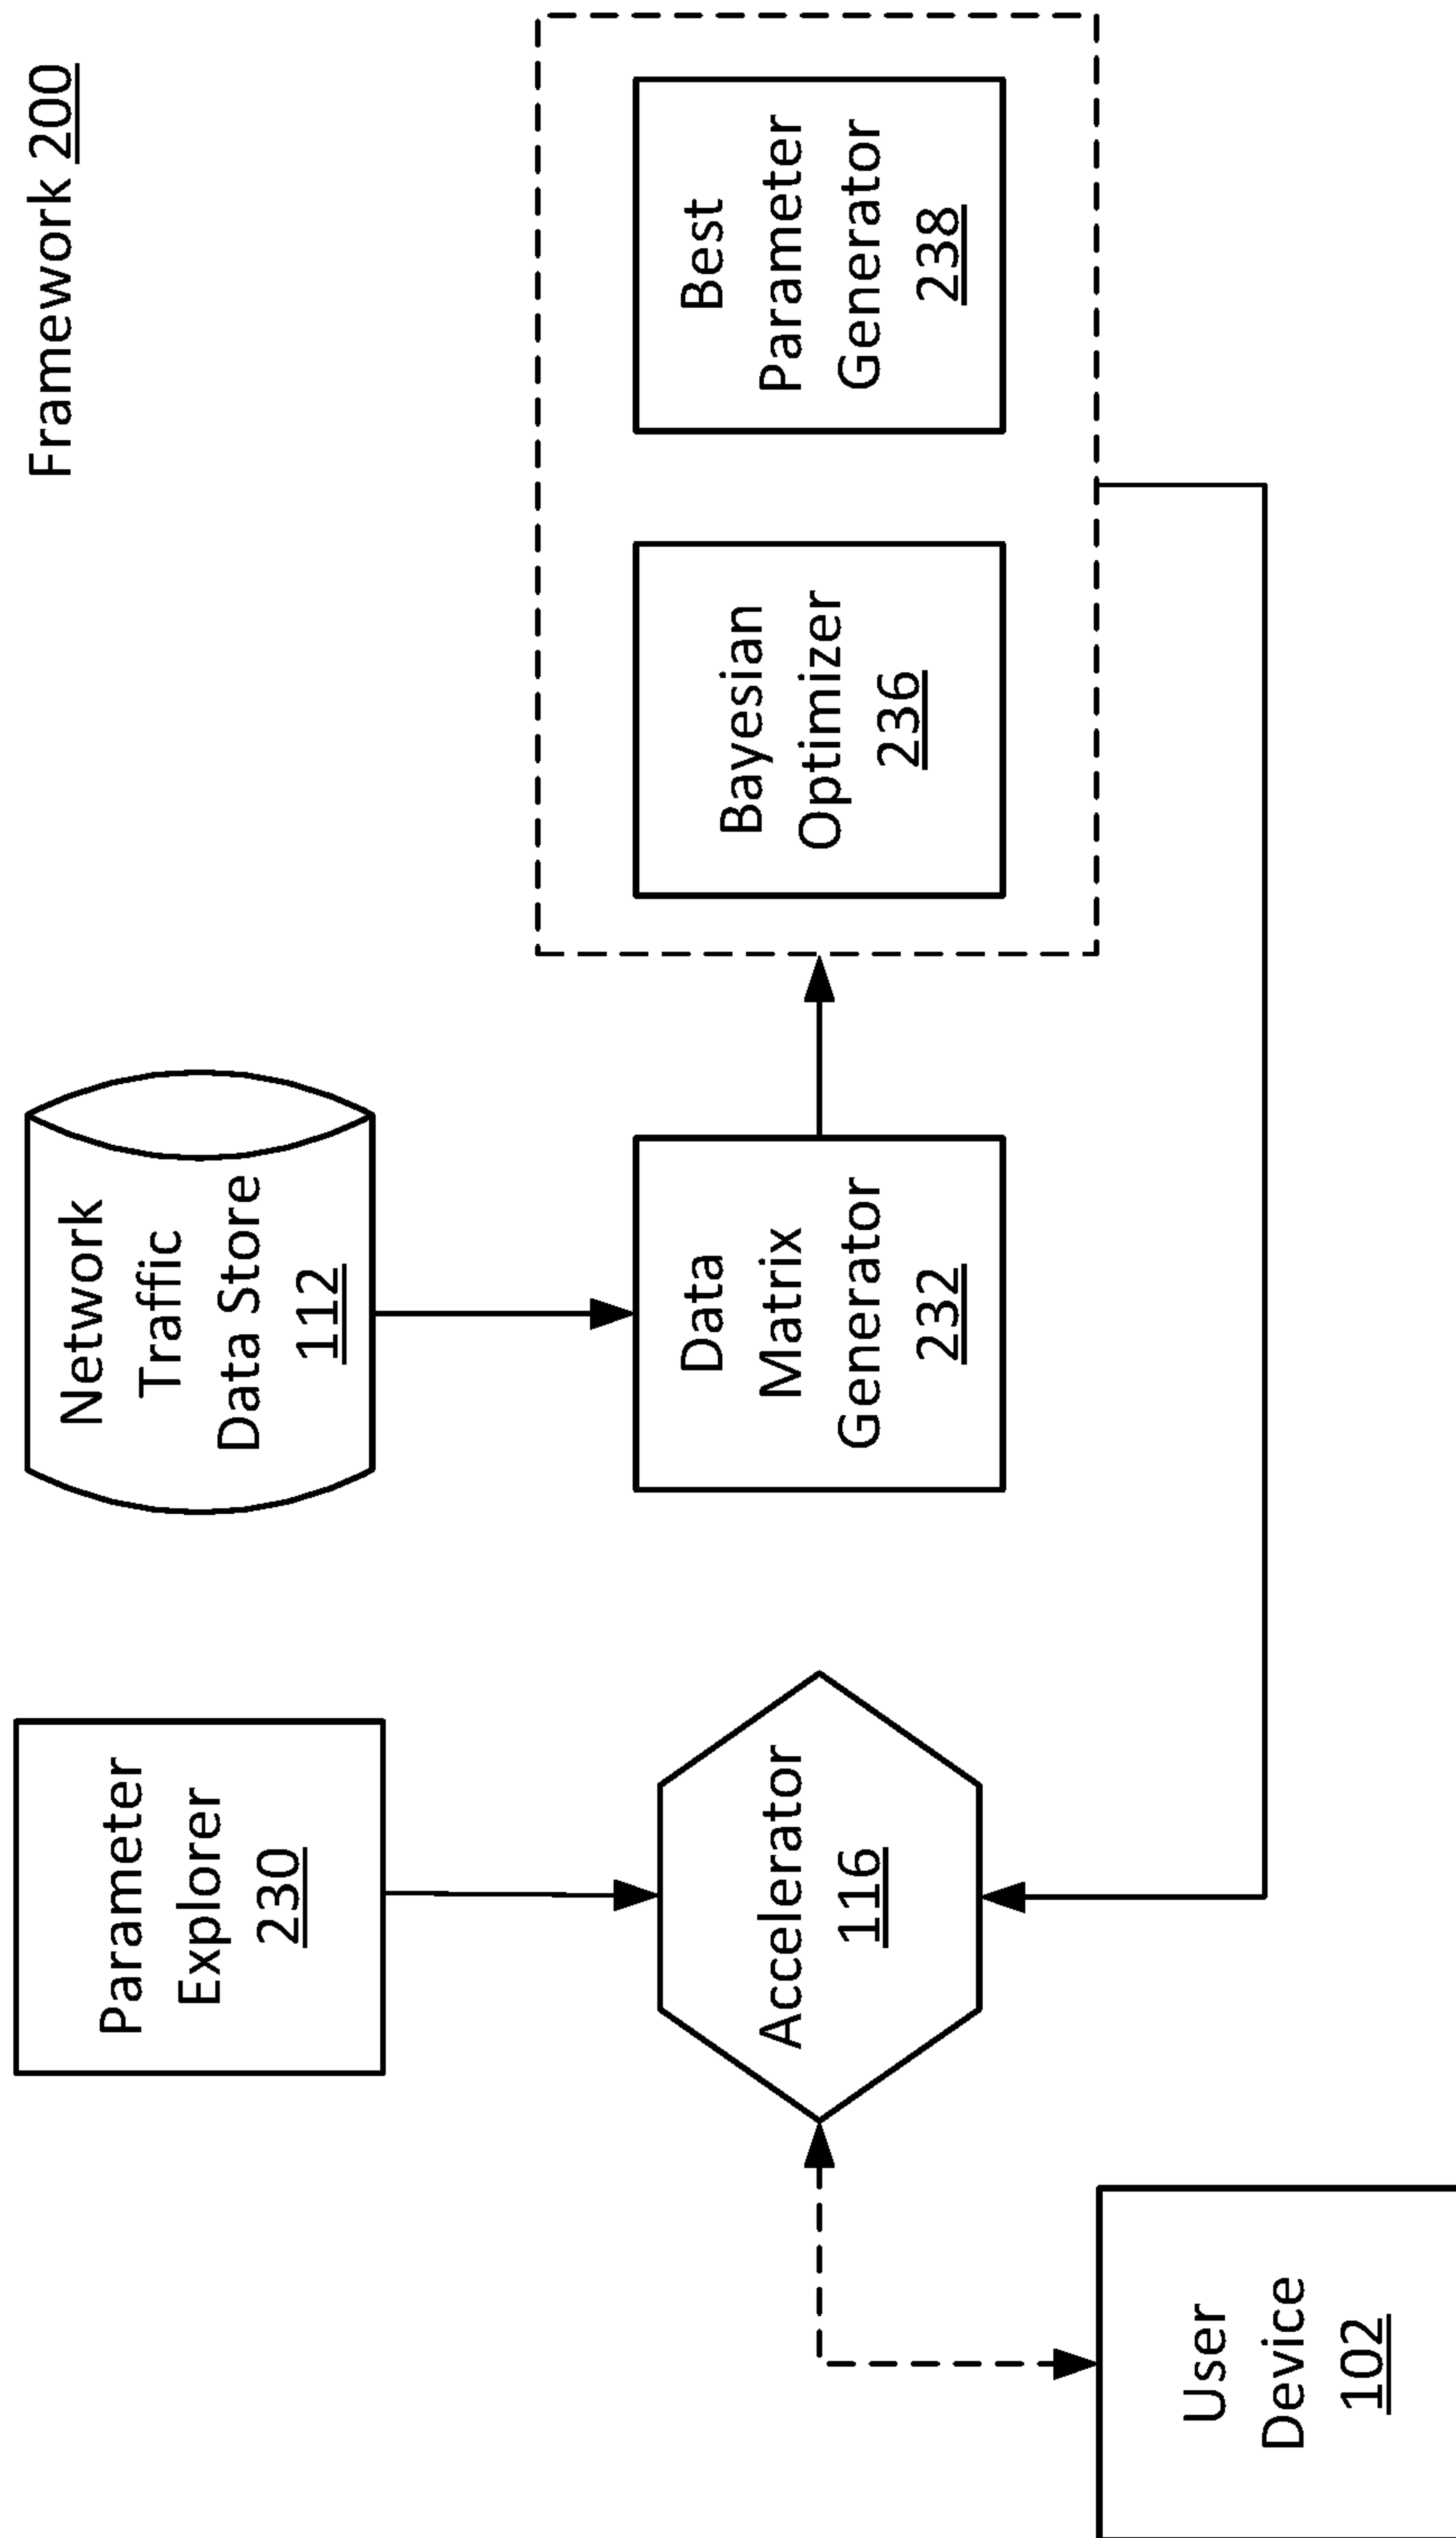 Framework 200
Parameter
Explorer
230
Network
Traffic
Data Store
112
Accelerator
116
Data
Matrix
Generator
232
Bayesian
Optimizer
236
Best
Parameter
Generator
238
User
Device
102